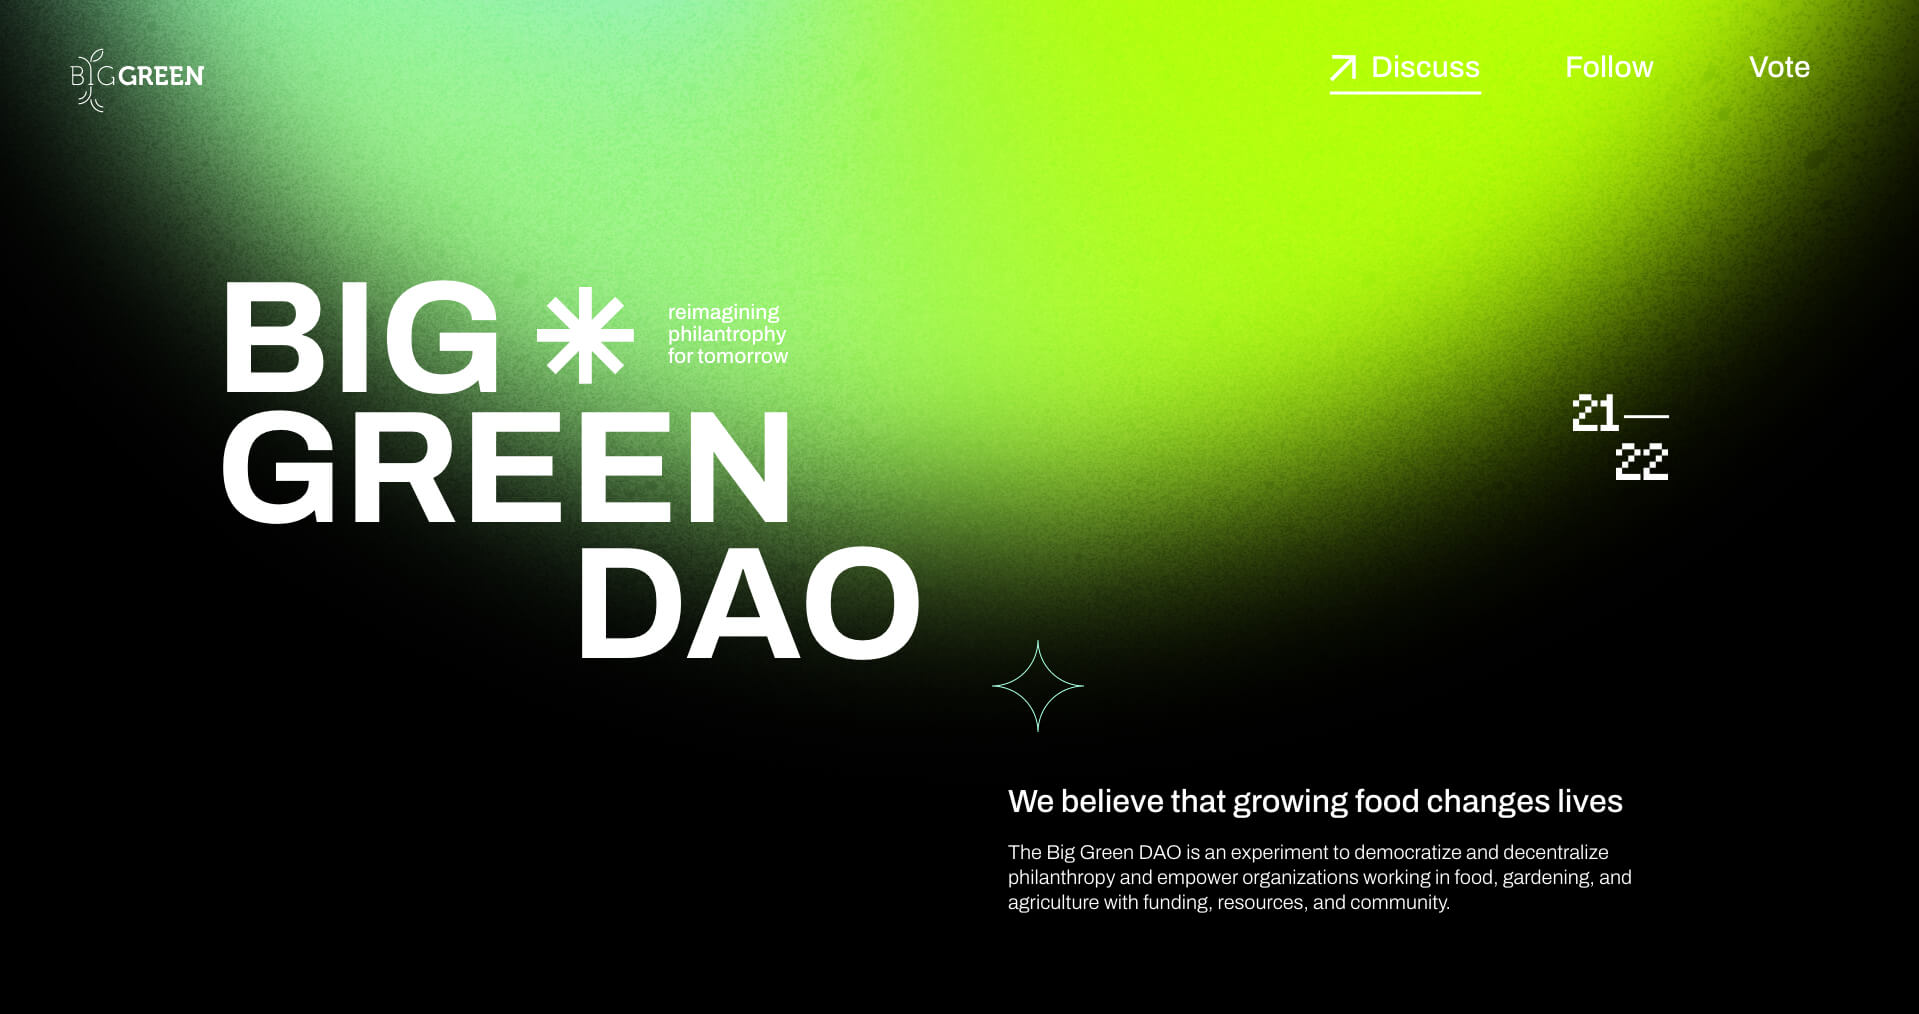 BIG GREEN
Discuss
Follow
Vote
BIG
reimagining
philantrophy
for tomorrow
GREEN
DAO
21—
22
We believe that growing food changes lives
The Big Green DAO is an experiment to democratize and decentralize
philanthropy and empower organizations working in food, gardening, and
agriculture with funding, resources, and community.